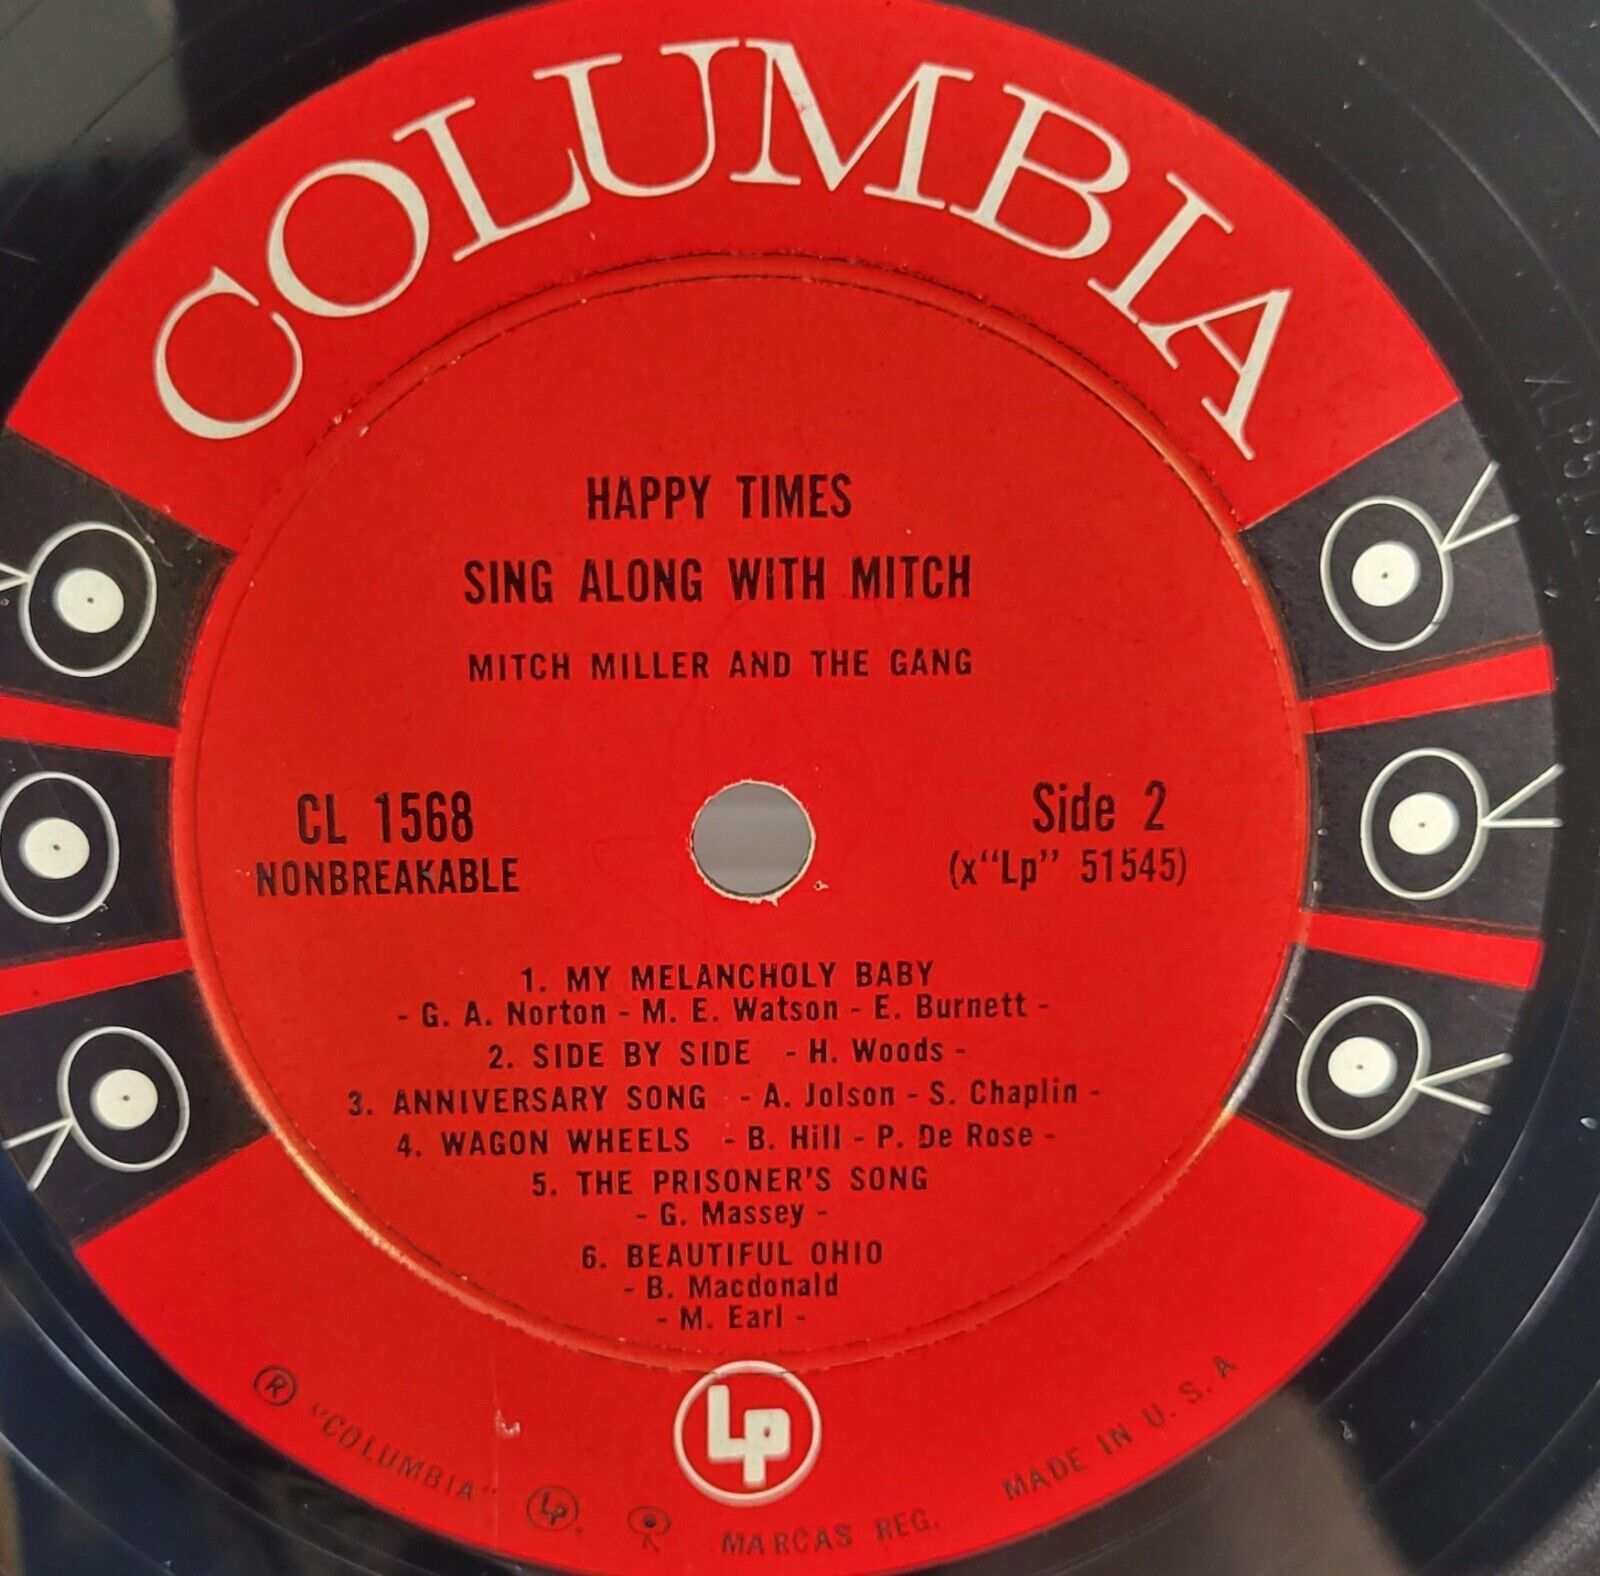 COLUMBIA
HAPPY TIMES
SING ALONG WITH MITCH
MITCH MILLER AND THE GANG
CL 1568
NONBREAKABLE
Side 2
(x“Lp” 51545)
1. MY MELANCHOLY BABY
- G. A. Norton - M. E. Watson - E. Burnett -
2. SIDE BY SIDE - H. Woods -
3. ANNIVERSARY SONG - A. Jolson - S. Chaplin -
4. WAGON WHEELS - B. Hill - P. De Rose -
5. THE PRISONER'S SONG
- G. Massey -
6. BEAUTIFUL OHIO
- B. Macdonald
- M. Earl -
Lp
® "COLUMBIA" Lp. MARCAS REG. MADE IN U. S. A